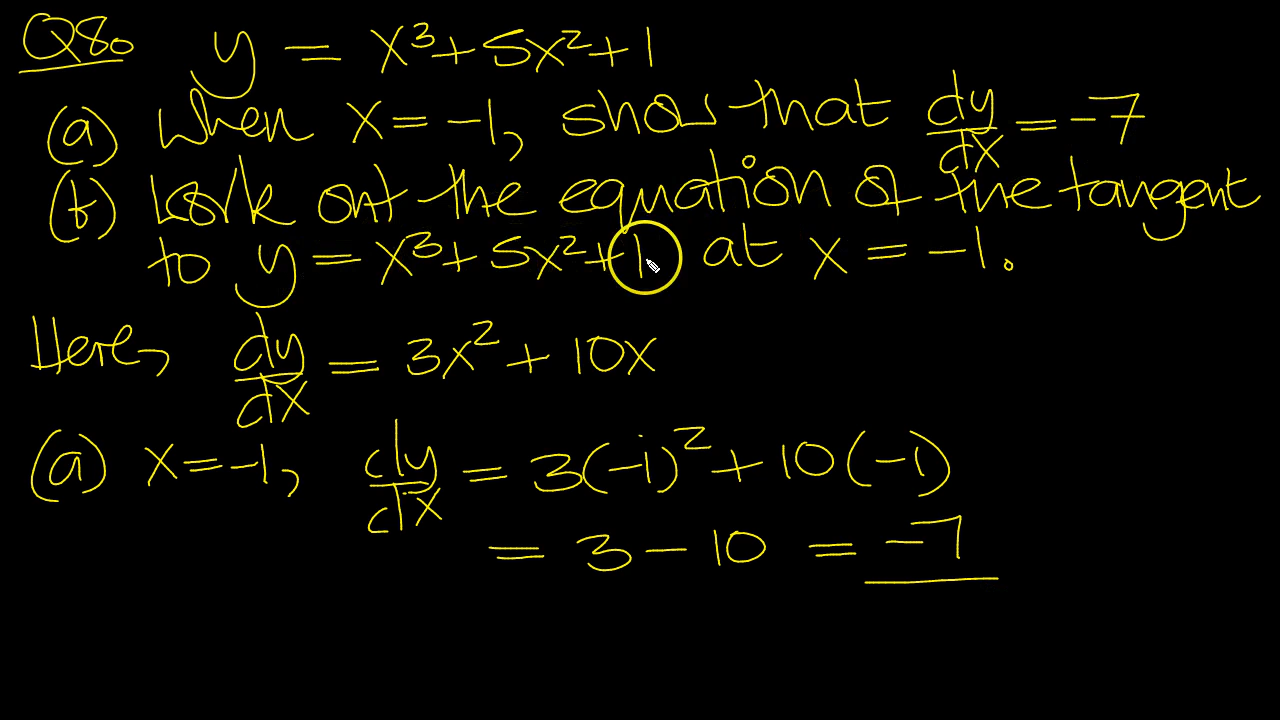 Q8. y = x³+5x²+1
(a) When x = -1, show that dy/dx = -7
(b) Work out the equation of the tangent
to y = x³+5x²+1 at x = -1.
Here, dy/dx = 3x² + 10x
(a) x=-1, dy/dx = 3(-1)² + 10(-1)
= 3 - 10 = -7